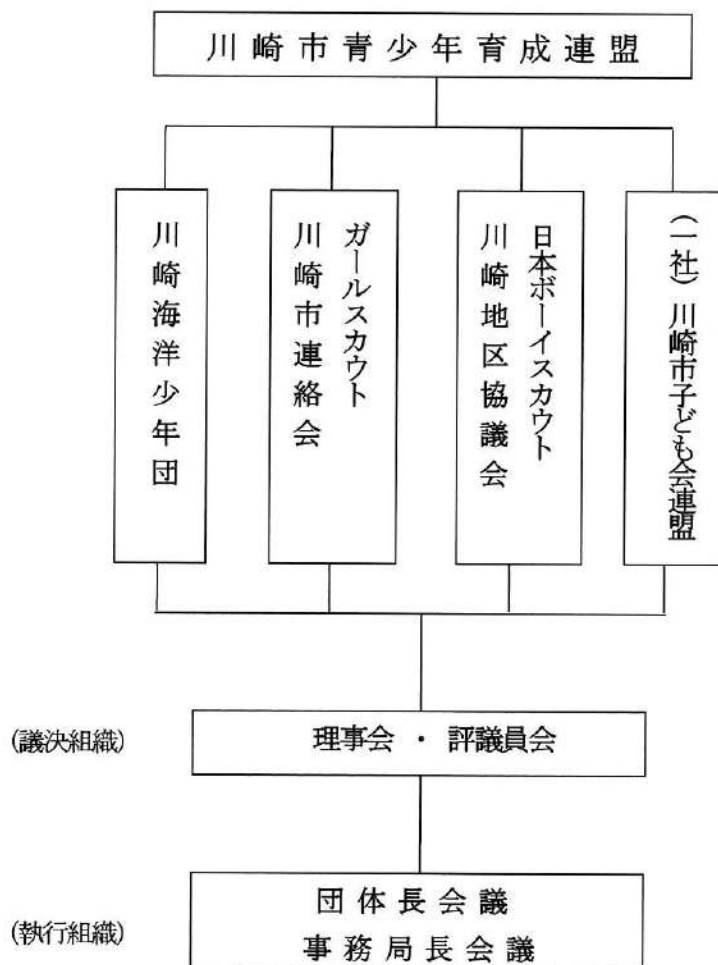 川崎市青少年育成連盟
（一社）川崎市子ども会連盟
日本ボーイスカウト
川崎地区協議会
ガールスカウト
川崎市連絡会
川崎海洋少年団
(議決組織)
理事会 ・ 評議員会
(執行組織)
団体長会議
事務局長会議